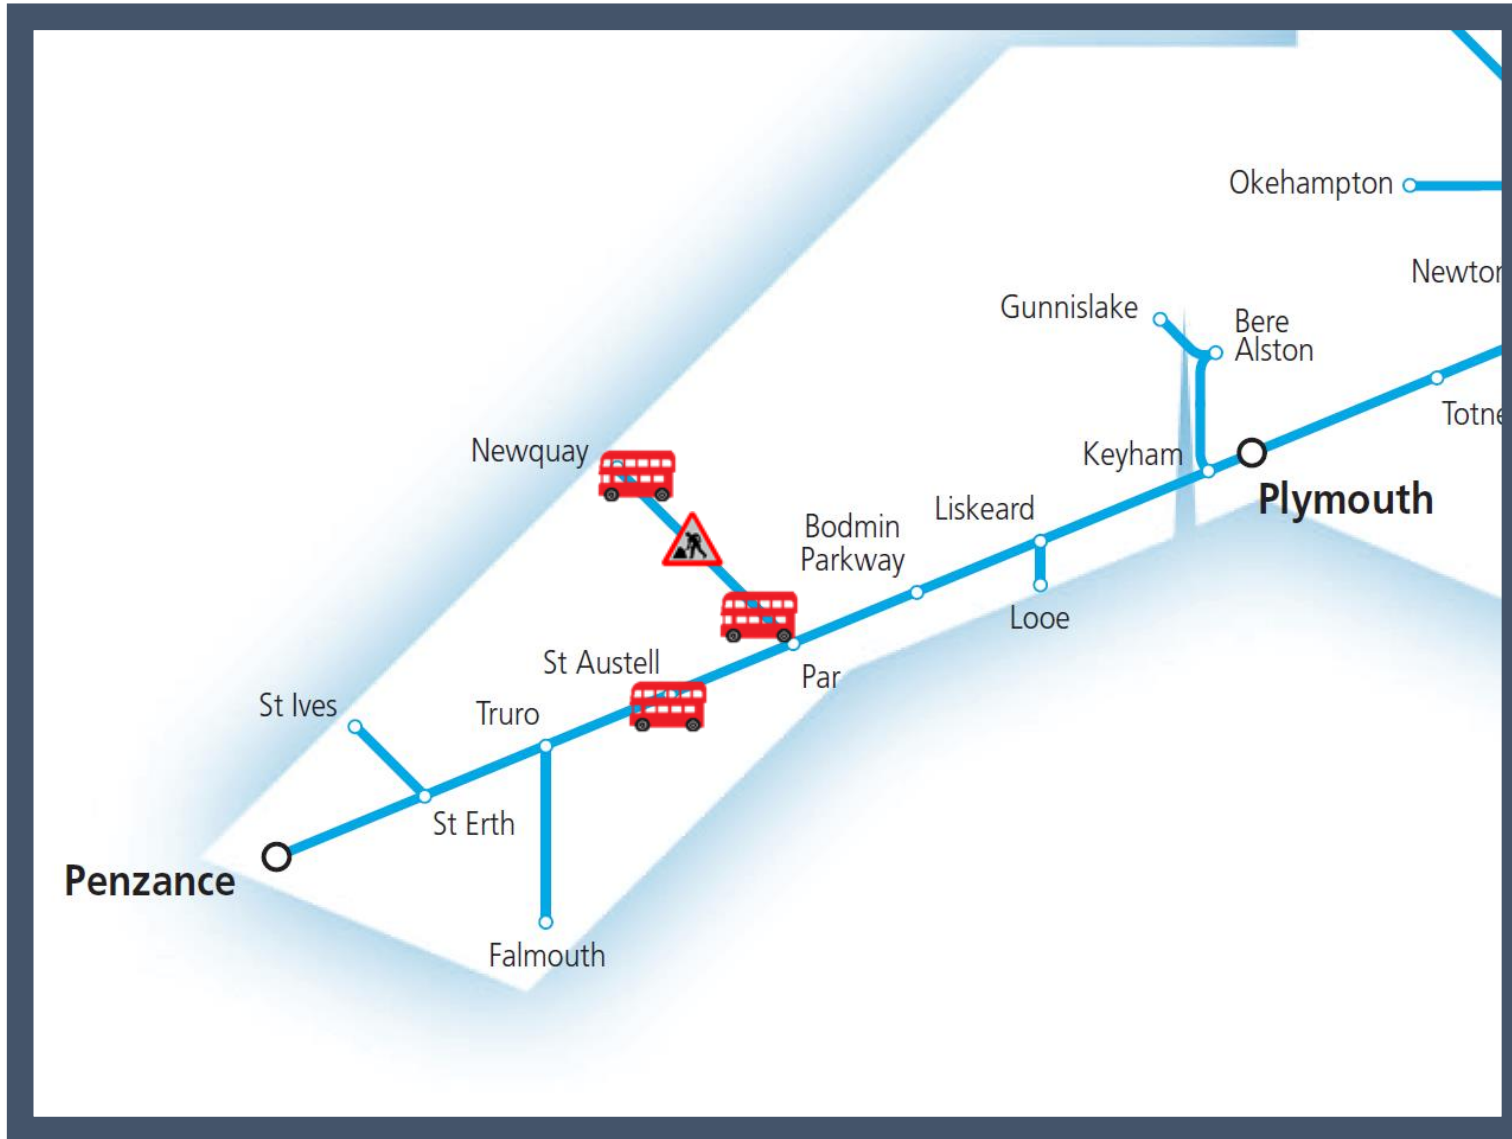 Okehampton
Newton
Gunnislake
Bere
Alston
Totne
Newquay
Keyham
Plymouth
Liskeard
Bodmin
Parkway
Looe
St Austell
Par
St Ives
Truro
St Erth
Penzance
Falmouth